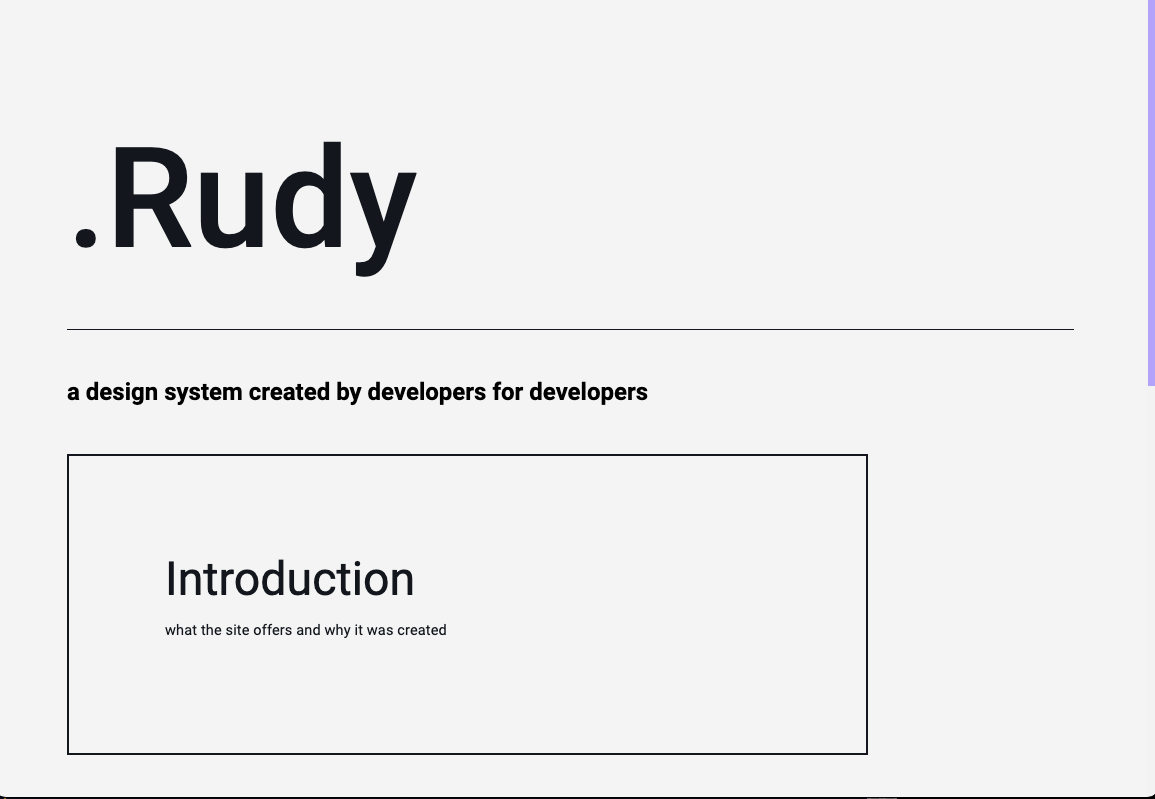 .Rudy
a design system created by developers for developers
Introduction
what the site offers and why it was created